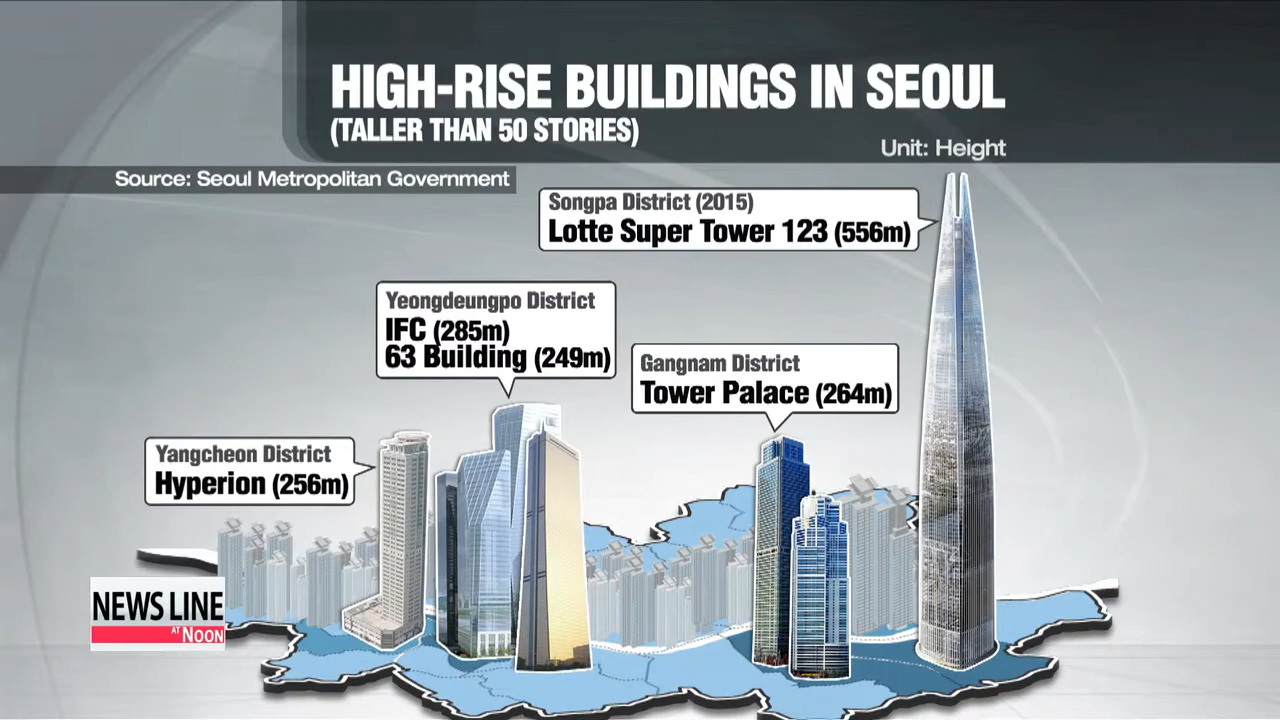 HIGH-RISE BUILDINGS IN SEOUL
(TALLER THAN 50 STORIES)
Unit: Height
Source: Seoul Metropolitan Government
Songpa District (2015)
Lotte Super Tower 123 (556m)
Yeongdeungpo District
IFC (285m)
63 Building (249m)
Gangnam District
Tower Palace (264m)
Yangcheon District
Hyperion (256m)
NEWS LINE
AT NOON